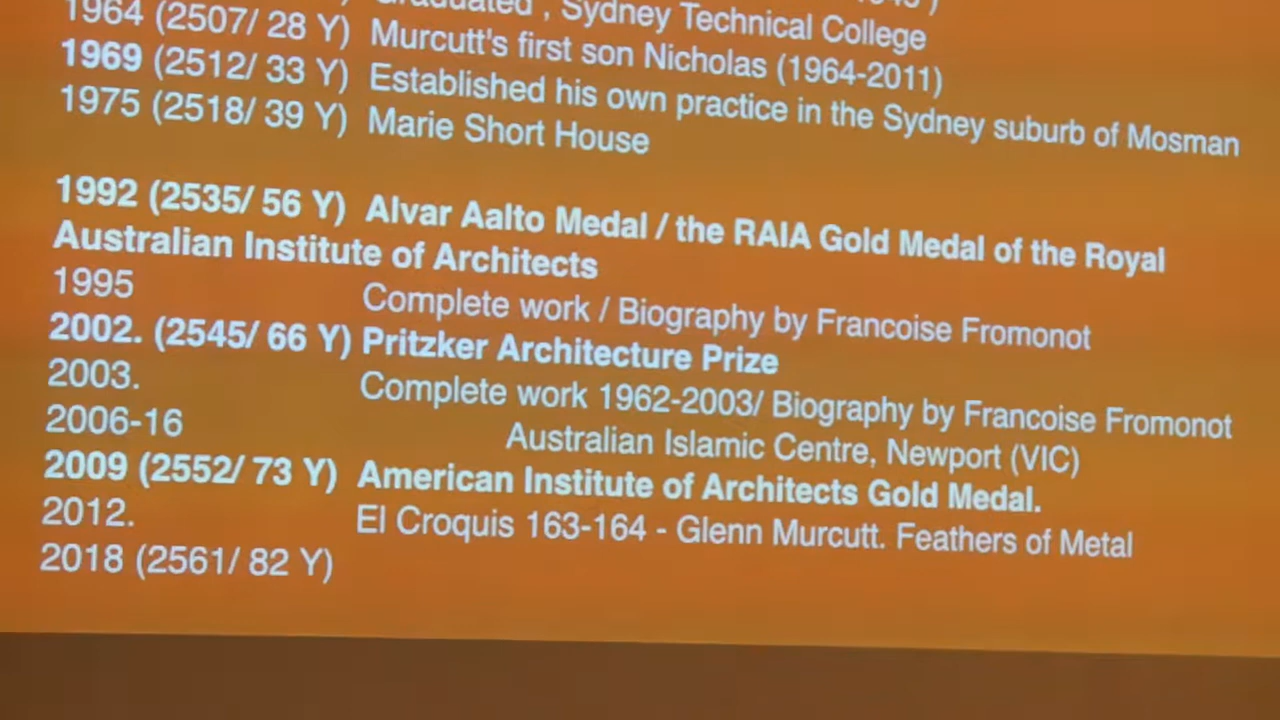 Graduated , Sydney Technical College
1964 (2507/ 28 Y) Murcutt's first son Nicholas (1964-2011)
1969 (2512/ 33 Y) Established his own practice in the Sydney suburb of Mosman
1975 (2518/ 39 Y) Marie Short House
1992 (2535/ 56 Y) Alvar Aalto Medal / the RAIA Gold Medal of the Royal
Australian Institute of Architects
1995 Complete work / Biography by Francoise Fromonot
2002. (2545/ 66 Y) Pritzker Architecture Prize
2003. Complete work 1962-2003/ Biography by Francoise Fromonot
2006-16 Australian Islamic Centre, Newport (VIC)
2009 (2552/ 73 Y) American Institute of Architects Gold Medal.
2012. El Croquis 163-164 - Glenn Murcutt. Feathers of Metal
2018 (2561/ 82 Y)